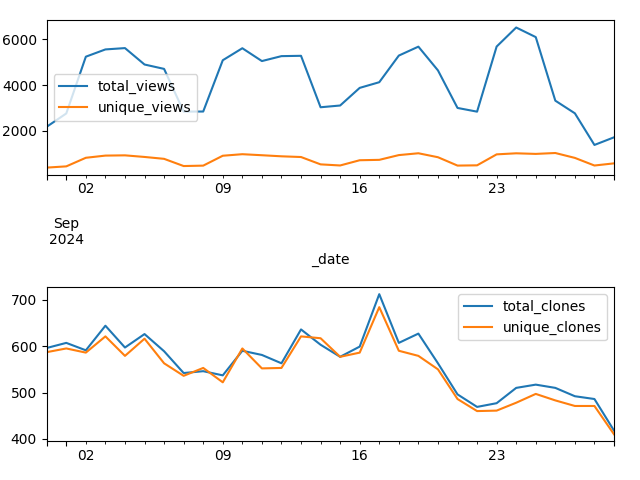 6000
4000
2000
total_views
unique_views
02
09
16
23
Sep
2024
_date
700
600
500
400
total_clones
unique_clones
02
09
16
23